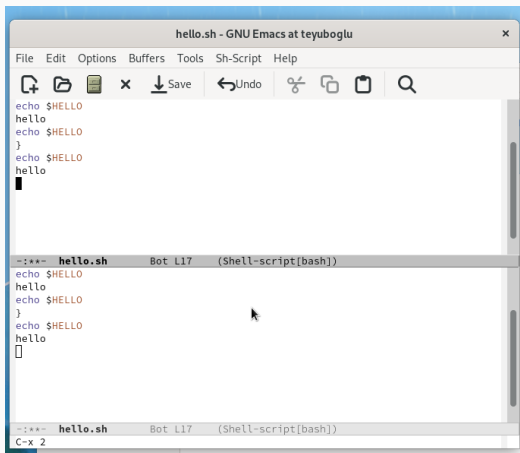 hello.sh - GNU Emacs at teyuboglu
File Edit Options Buffers Tools Sh-Script Help
Save Undo
echo $HELLO
hello
echo $HELLO
}
echo $HELLO
hello
-:**- hello.sh Bot L17 (Shell-script[bash])
echo $HELLO
hello
echo $HELLO
}
echo $HELLO
hello
-:**- hello.sh Bot L17 (Shell-script[bash])
C-x 2